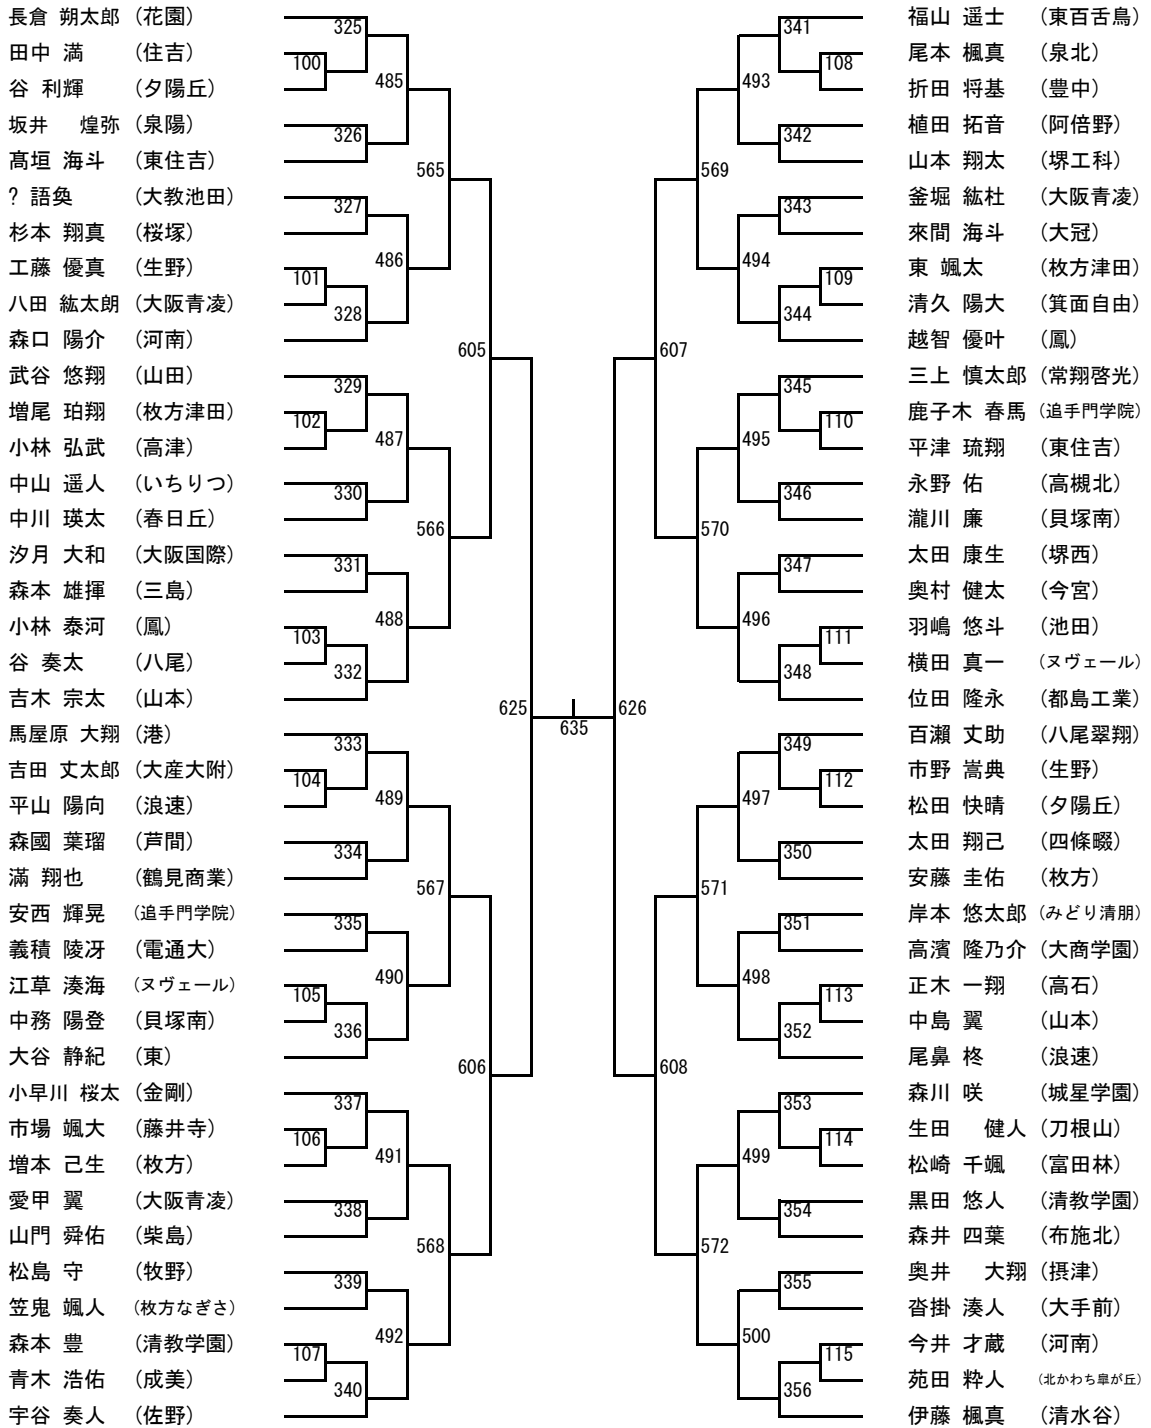 長倉 朔太郎 (花園)
325
田中 満 (住吉)
100
谷 利輝 (夕陽丘)
485
坂井 煌弥 (泉陽)
326
髙垣 海斗 (東住吉)
565
? 語奐 (大教池田)
327
杉本 翔真 (桜塚)
486
工藤 優真 (生野)
101
八田 紘太朗 (大阪青凌)
328
森口 陽介 (河南)
605
武谷 悠翔 (山田)
329
増尾 珀翔 (枚方津田)
102
小林 弘武 (高津)
487
中山 遥人 (いちりつ)
330
中川 瑛太 (春日丘)
566
汐月 大和 (大阪国際)
331
森本 雄揮 (三島)
488
小林 泰河 (鳳)
103
谷 奏太 (八尾)
332
吉木 宗太 (山本)
625
馬屋原 大翔 (港)
333
吉田 丈太郎 (大産大附)
104
平山 陽向 (浪速)
489
森國 葉瑠 (芦間)
334
滿 翔也 (鶴見商業)
567
安西 輝晃 (追手門学院)
335
義積 陵冴 (電通大)
490
江草 湊海 (ヌヴェール)
105
中務 陽登 (貝塚南)
336
大谷 静紀 (東)
606
小早川 桜太 (金剛)
337
市場 颯大 (藤井寺)
106
増本 己生 (枚方)
491
愛甲 翼 (大阪青凌)
338
山門 舜佑 (柴島)
568
松島 守 (牧野)
339
笠鬼 颯人 (枚方なぎさ)
492
森本 豊 (清教学園)
107
青木 浩佑 (成美)
340
宇谷 奏人 (佐野)
635
福山 遥士 (東百舌鳥)
341
尾本 楓真 (泉北)
108
折田 将基 (豊中)
493
植田 拓音 (阿倍野)
342
山本 翔太 (堺工科)
569
釜堀 紘杜 (大阪青凌)
343
來間 海斗 (大冠)
494
東 颯太 (枚方津田)
109
清久 陽大 (箕面自由)
344
越智 優叶 (鳳)
607
三上 慎太郎 (常翔啓光)
345
鹿子木 春馬 (追手門学院)
110
平津 琉翔 (東住吉)
495
永野 佑 (高槻北)
346
瀧川 廉 (貝塚南)
570
太田 康生 (堺西)
347
奥村 健太 (今宮)
496
羽嶋 悠斗 (池田)
111
横田 真一 (ヌヴェール)
348
位田 隆永 (都島工業)
626
百瀬 丈助 (八尾翠翔)
349
市野 嵩典 (生野)
112
松田 快晴 (夕陽丘)
497
太田 翔己 (四條畷)
350
安藤 圭佑 (枚方)
571
岸本 悠太郎 (みどり清朋)
351
高濱 隆乃介 (大商学園)
498
正木 一翔 (高石)
113
中島 翼 (山本)
352
尾鼻 柊 (浪速)
608
森川 咲 (城星学園)
353
生田 健人 (刀根山)
114
松崎 千颯 (富田林)
499
黒田 悠人 (清教学園)
354
森井 四葉 (布施北)
572
奥井 大翔 (摂津)
355
沓掛 湊人 (大手前)
500
今井 才蔵 (河南)
115
苑田 粋人 (北かわち皐が丘)
356
伊藤 楓真 (清水谷)